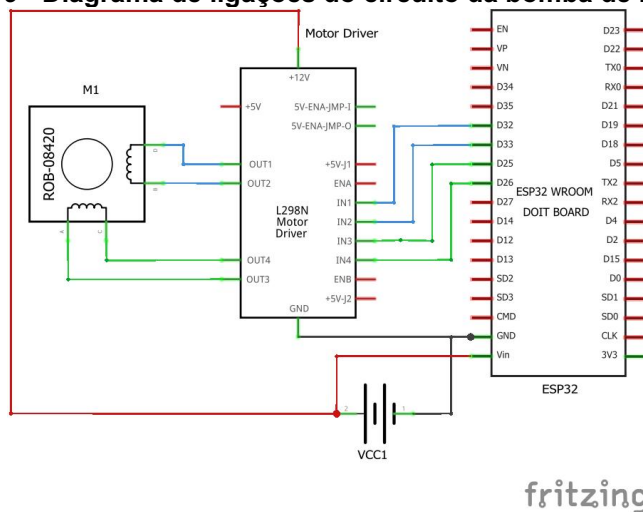 Diagrama de ligações do circuito da bomba de
Motor Driver
M1
ROB-08420
D
B
A
C
+12V
+5V
OUT1
OUT2
OUT4
OUT3
5V-ENA-JMP-I
5V-ENA-JMP-O
+5V-J1
ENA
IN1
IN2
IN3
IN4
ENB
+5V-J2
L298N
Motor
Driver
GND
EN
VP
VN
D34
D35
D32
D33
D25
D26
D27
D14
D12
D13
SD2
SD3
CMD
GND
Vin
ESP32 WROOM
DOIT BOARD
D23
D22
TX0
RX0
D21
D19
D18
D5
TX2
RX2
D4
D2
D15
D0
SD1
SD0
CLK
3V3
ESP32
2
1
VCC1
fritzing